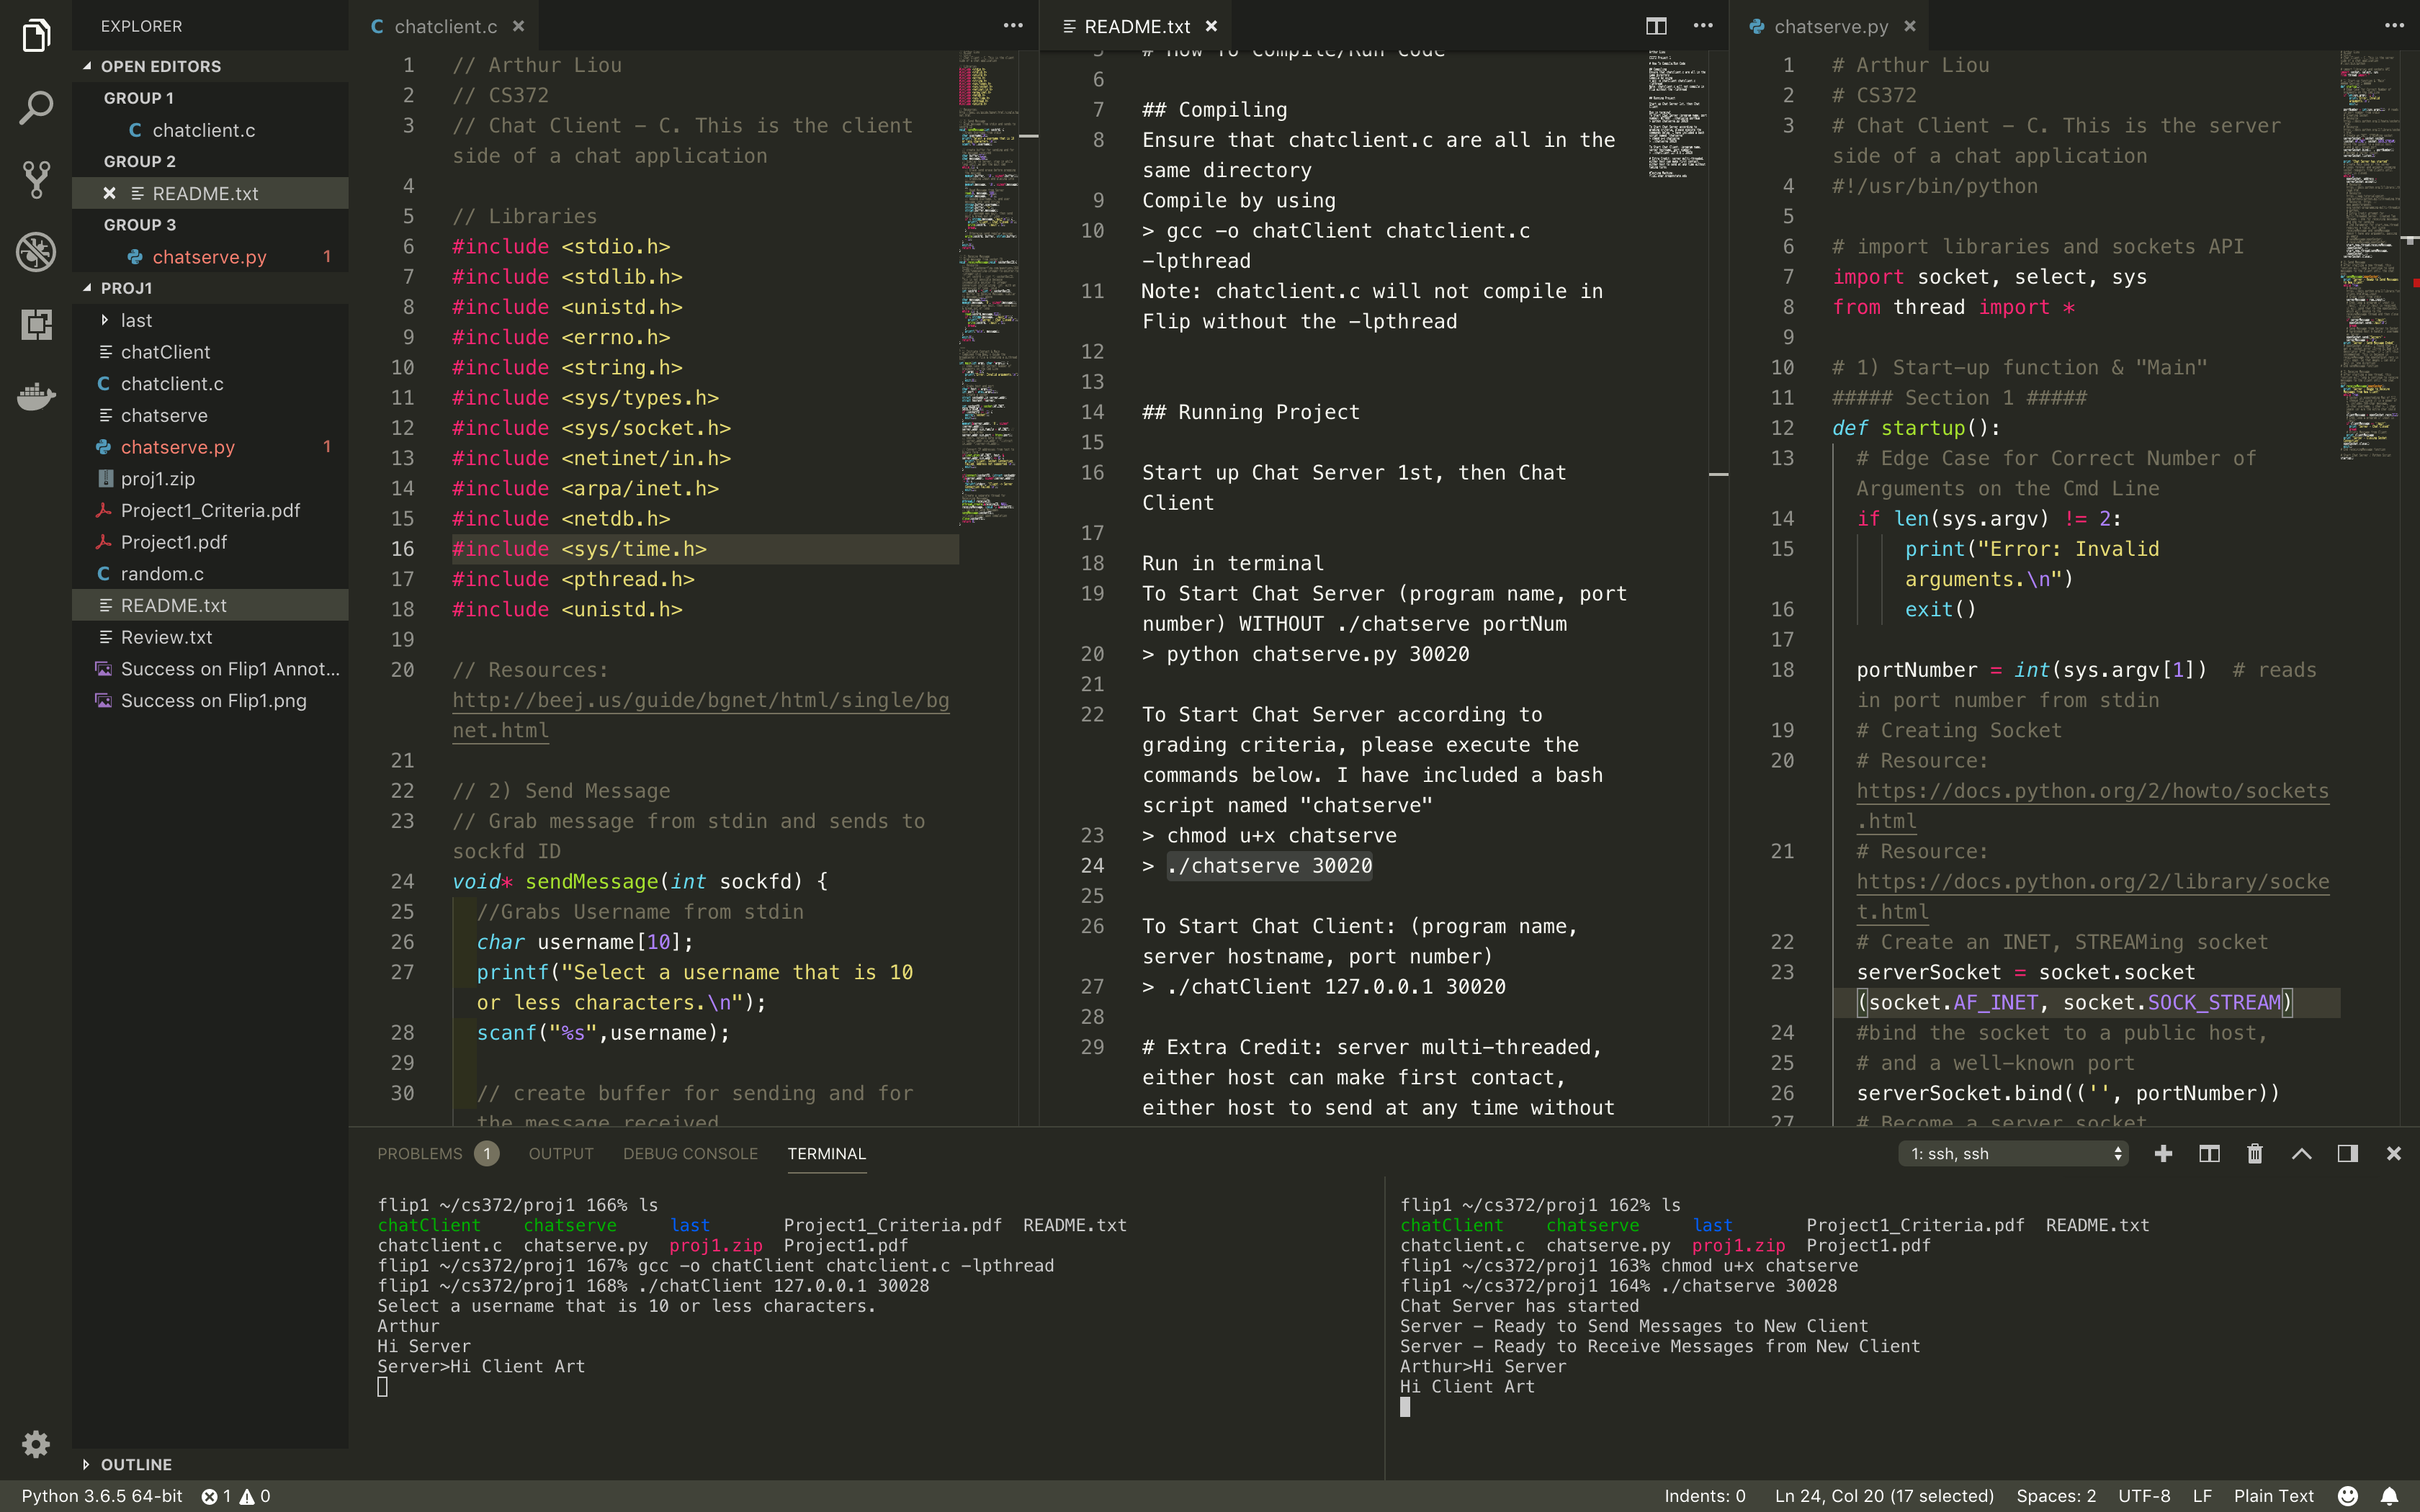 EXPLORER
OPEN EDITORS
GROUP 1
C chatclient.c
GROUP 2
README.txt
GROUP 3
chatserve.py 1
PROJ1
last
chatClient
C chatclient.c
chatserve
chatserve.py 1
proj1.zip
Project1_Criteria.pdf
Project1.pdf
C random.c
README.txt
Review.txt
Success on Flip1 Annot...
Success on Flip1.png
OUTLINE
C chatclient.c
1 // Arthur Liou
2 // CS372
3 // Chat Client - C. This is the client
side of a chat application
4
5 // Libraries
6 #include <stdio.h>
7 #include <stdlib.h>
8 #include <unistd.h>
9 #include <errno.h>
10 #include <string.h>
11 #include <sys/types.h>
12 #include <sys/socket.h>
13 #include <netinet/in.h>
14 #include <arpa/inet.h>
15 #include <netdb.h>
16 #include <sys/time.h>
17 #include <pthread.h>
18 #include <unistd.h>
19
20 // Resources:
http://beej.us/guide/bgnet/html/single/bg
net.html
21
22 // 2) Send Message
23 // Grab message from stdin and sends to
sockfd ID
24 void* sendMessage(int sockfd) {
25 //Grabs Username from stdin
26 char username[10];
27 printf("Select a username that is 10
or less characters.\n");
28 scanf("%s",username);
29
30 // create buffer for sending and for
the message received
README.txt
5 # How To Compile/Run Code
6
7 ## Compiling
8 Ensure that chatclient.c are all in the
same directory
9 Compile by using
10 > gcc -o chatClient chatclient.c
-lpthread
11 Note: chatclient.c will not compile in
Flip without the -lpthread
12
13
14 ## Running Project
15
16 Start up Chat Server 1st, then Chat
Client
17
18 Run in terminal
19 To Start Chat Server (program name, port
number) WITHOUT ./chatserve portNum
20 > python chatserve.py 30020
21
22 To Start Chat Server according to
grading criteria, please execute the
commands below. I have included a bash
script named "chatserve"
23 > chmod u+x chatserve
24 > ./chatserve 30020
25
26 To Start Chat Client: (program name,
server hostname, port number)
27 > ./chatClient 127.0.0.1 30020
28
29 # Extra Credit: server multi-threaded,
either host can make first contact,
either host to send at any time without
chatserve.py
1 # Arthur Liou
2 # CS372
3 # Chat Client - C. This is the server
side of a chat application
4 #!/usr/bin/python
5
6 # import libraries and sockets API
7 import socket, select, sys
8 from thread import *
9
10 # 1) Start-up function & "Main"
11 ##### Section 1 #####
12 def startup():
13 # Edge Case for Correct Number of
Arguments on the Cmd Line
14 if len(sys.argv) != 2:
15 print("Error: Invalid
arguments.\n")
16 exit()
17
18 portNumber = int(sys.argv[1]) # reads
in port number from stdin
19 # Creating Socket
20 # Resource:
https://docs.python.org/2/howto/sockets
.html
21 # Resource:
https://docs.python.org/2/library/socke
t.html
22 # Create an INET, STREAMing socket
23 serverSocket = socket.socket
(socket.AF_INET, socket.SOCK_STREAM)
24 #bind the socket to a public host,
25 # and a well-known port
26 serverSocket.bind(('', portNumber))
27 # Become a server socket
PROBLEMS 1 OUTPUT DEBUG CONSOLE TERMINAL 1: ssh, ssh
flip1 ~/cs372/proj1 166% ls
chatClient chatserve last Project1_Criteria.pdf README.txt
chatclient.c chatserve.py proj1.zip Project1.pdf
flip1 ~/cs372/proj1 167% gcc -o chatClient chatclient.c -lpthread
flip1 ~/cs372/proj1 168% ./chatClient 127.0.0.1 30028
Select a username that is 10 or less characters.
Arthur
Hi Server
Server>Hi Client Art
flip1 ~/cs372/proj1 162% ls
chatClient chatserve last Project1_Criteria.pdf README.txt
chatclient.c chatserve.py proj1.zip Project1.pdf
flip1 ~/cs372/proj1 163% chmod u+x chatserve
flip1 ~/cs372/proj1 164% ./chatserve 30028
Chat Server has started
Server - Ready to Send Messages to New Client
Server - Ready to Receive Messages from New Client
Arthur>Hi Server
Hi Client Art
Python 3.6.5 64-bit 1 0 Indents: 0 Ln 24, Col 20 (17 selected) Spaces: 2 UTF-8 LF Plain Text